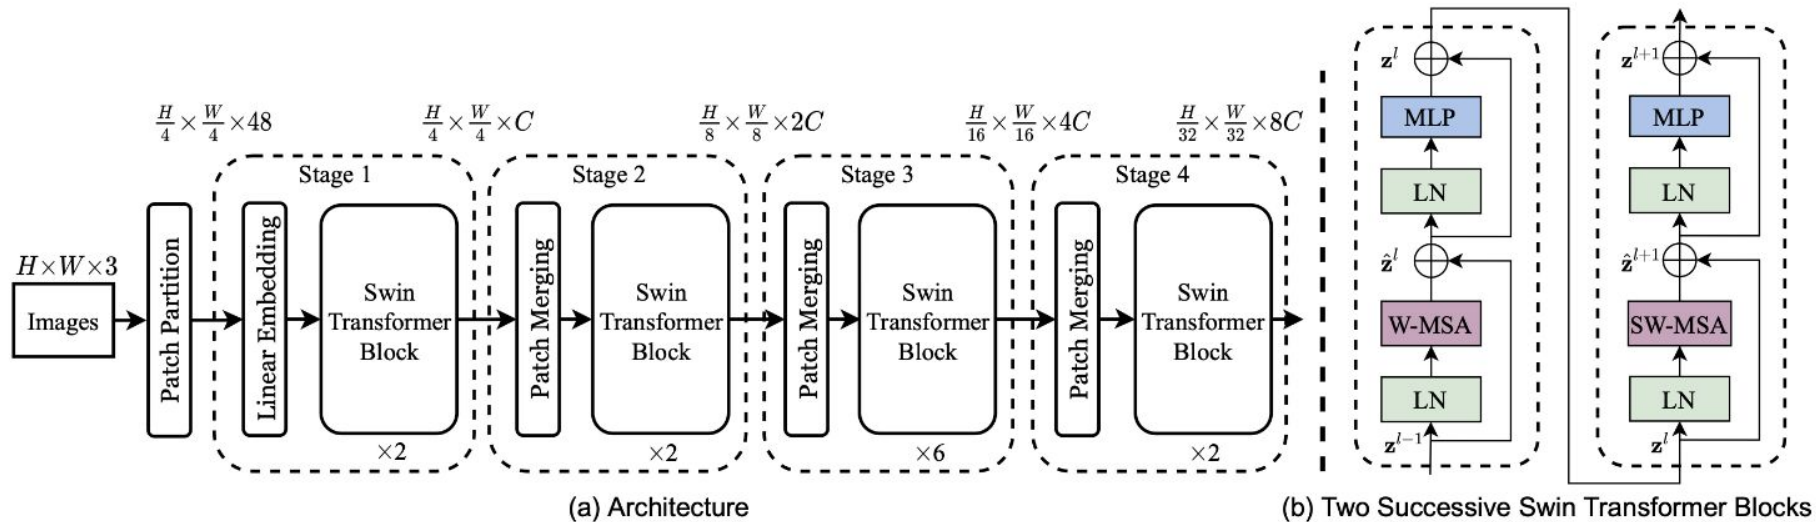 H/4 × W/4 × 48
H/4 × W/4 × C
H/8 × W/8 × 2C
H/16 × W/16 × 4C
H/32 × W/32 × 8C
Stage 1
Stage 2
Stage 3
Stage 4
H×W×3
Images
Patch Partition
Linear Embedding
Swin
Transformer
Block
×2
Patch Merging
Swin
Transformer
Block
×2
Patch Merging
Swin
Transformer
Block
×6
Patch Merging
Swin
Transformer
Block
×2
(a) Architecture
z^l
MLP
LN
ẑ^l
W-MSA
LN
z^{l−1}
z^{l+1}
MLP
LN
ẑ^{l+1}
SW-MSA
LN
z^l
(b) Two Successive Swin Transformer Blocks